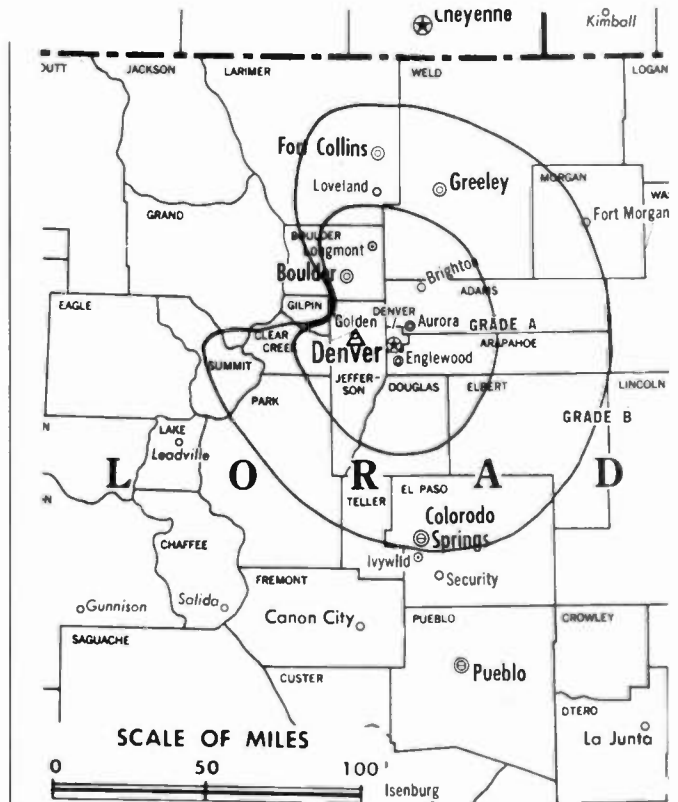 Cheyenne
Kimball
OUTT
JACKSON
LARIMER
WELD
LOGAN
Fort Collins
Loveland
Greeley
MORGAN
WA
Fort Morgan
GRAND
BOULDER
Longmont
Boulder
Brighton
ADAMS
EAGLE
GILPIN
DENVER
Golden
Aurora
GRADE A
CLEAR
CREEK
Denver
ARAPAHOE
Englewood
SUMMIT
JEFFER-
SON
DOUGLAS
ELBERT
LINCOLN
PARK
GRADE B
LAKE
Leadville
L O R A D
N
TELLER
EL PASO
Colorodo
Springs
CHAFFEE
Ivywild
Security
FREMONT
Gunnison
Salida
Canon City
PUEBLO
CROWLEY
SAGUACHE
CUSTER
Pueblo
OTERO
La Junta
SCALE OF MILES
0 50 100
Isenburg